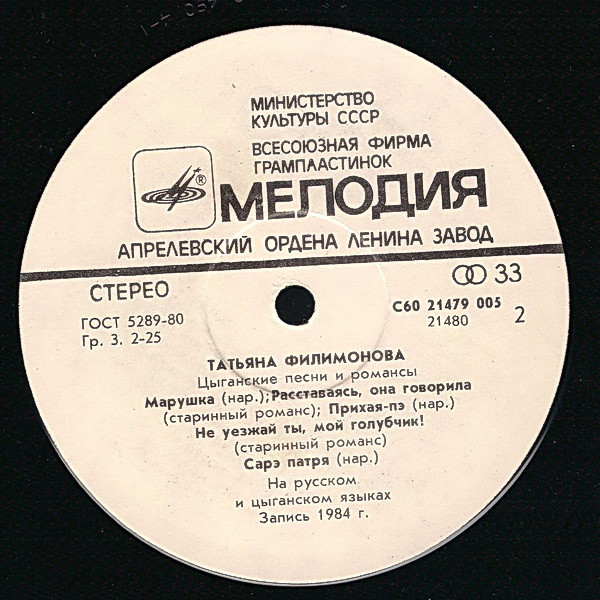 МИНИСТЕРСТВО
КУЛЬТУРЫ СССР
ВСЕСОЮЗНАЯ ФИРМА
ГРАМПЛАСТИНОК
®
МЕЛОДИЯ
АПРЕЛЕВСКИЙ ОРДЕНА ЛЕНИНА ЗАВОД
СТЕРЕО
33
ГОСТ 5289-80
Гр. 3. 2-25
С60 21479 005
21480
2
ТАТЬЯНА ФИЛИМОНОВА
Цыганские песни и романсы
Марушка (нар.);Расставаясь, она говорила
(старинный романс); Прихая-пэ (нар.)
Не уезжай ты, мой голубчик!
(старинный романс)
Сарэ патря (нар.)
На русском
и цыганском языках
Запись 1984 г.